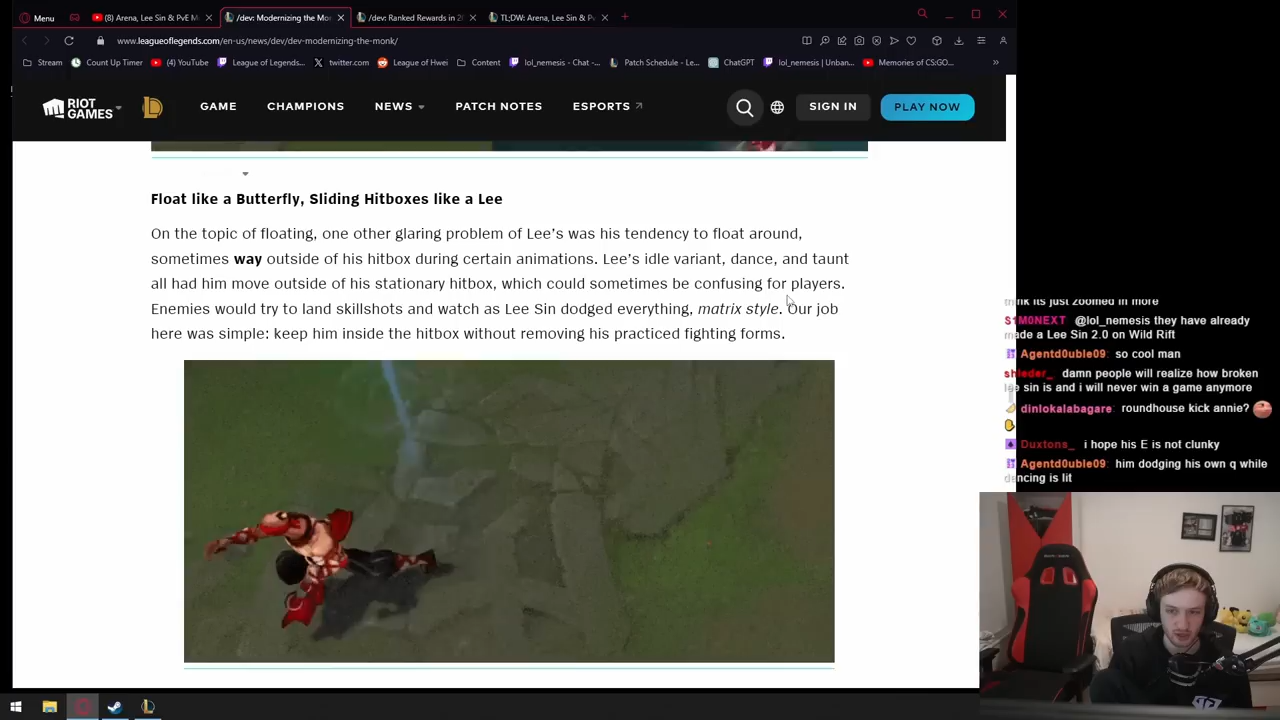 Menu
(8) Arena, Lee Sin & PvE M
/dev: Modernizing the Mo
/dev: Ranked Rewards in 2
TL;DW: Arena, Lee Sin & Pv
www.leagueoflegends.com/en-us/news/dev/dev-modernizing-the-monk/
Stream
Count Up Timer
(4) YouTube
League of Legends...
twitter.com
League of Hwei
Content
lol_nemesis - Chat -...
Patch Schedule - Le...
ChatGPT
lol_nemesis | Unban...
Memories of CS:GO...
RIOT GAMES
GAME
CHAMPIONS
NEWS
PATCH NOTES
ESPORTS
SIGN IN
PLAY NOW
Float like a Butterfly, Sliding Hitboxes like a Lee
On the topic of floating, one other glaring problem of Lee's was his tendency to float around,
sometimes way outside of his hitbox during certain animations. Lee's idle variant, dance, and taunt
all had him move outside of his stationary hitbox, which could sometimes be confusing for players.
Enemies would try to land skillshots and watch as Lee Sin dodged everything, matrix style. Our job
here was simple: keep him inside the hitbox without removing his practiced fighting forms.
think its just zoomed in more
S1M0NEXT @lol_nemesis they have already
made a Lee Sin 2.0 on Wild Rift
Agentd0uble09: so cool man
shleder_ damn people will realize how broken
lee sin is and i will never win a game anymore
dinlokalabagare: roundhouse kick annie?
Duxtons_ i hope his E is not clunky
Agentd0uble09: him dodging his own q while
dancing is lit